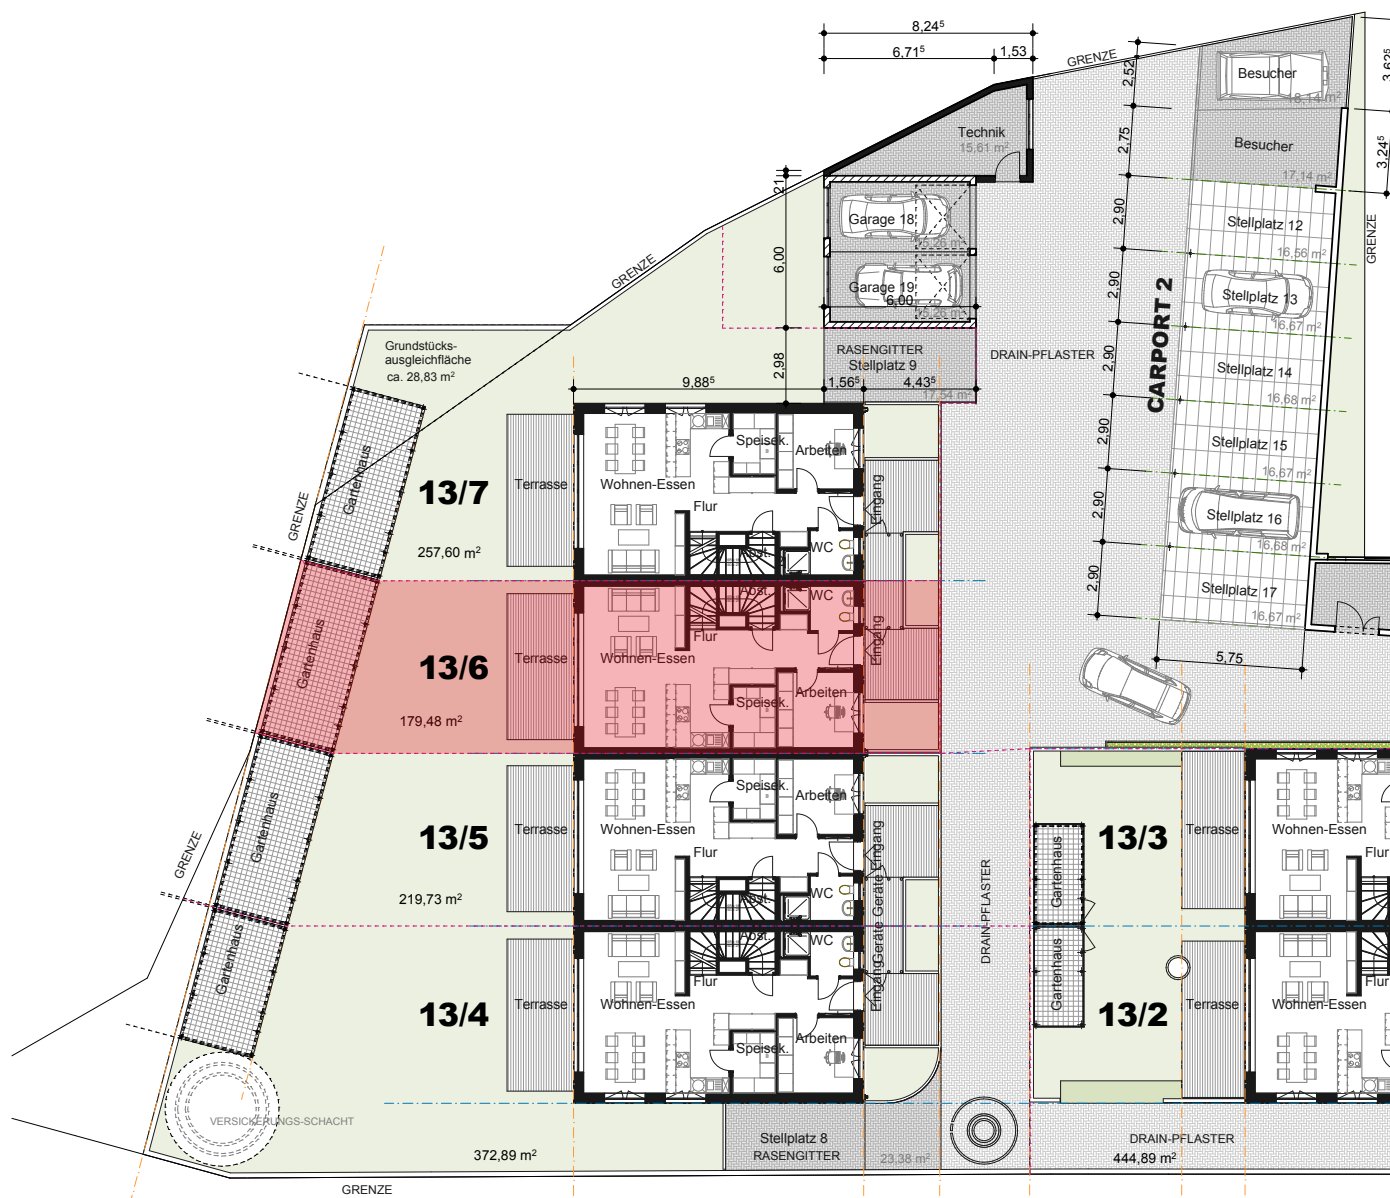 8,24⁵
6,71⁵
1,53
GRENZE
2,52
Besucher
18,14 m²
3,62⁵
Technik
15,61 m²
2,75
Besucher
17,14 m²
3,24⁵
21
Garage 18
15,26 m²
2,90
Stellplatz 12
16,56 m²
GRENZE
6,00
GRENZE
Garage 19
6,00
15,26 m²
2,90
Stellplatz 13
16,67 m²
CARPORT 2
Grundstücks-
ausgleichfläche
ca. 28,83 m²
2,98
RASENGITTER
Stellplatz 9
17,54 m²
DRAIN-PFLASTER
2,90
Stellplatz 14
16,68 m²
9,88⁵
1,56⁵
4,43⁵
2,90
Stellplatz 15
16,67 m²
Gartenhaus
GRENZE
13/7
257,60 m²
Terrasse
Wohnen-Essen
Speisek.
Arbeiten
Flur
Abst.
WC
Eingang
2,90
Stellplatz 16
16,68 m²
2,90
Stellplatz 17
16,67 m²
5,75
Gartenhaus
13/6
179,48 m²
Terrasse
Wohnen-Essen
Abst.
WC
Flur
Speisek.
Arbeiten
Eingang
Gartenhaus
GRENZE
13/5
219,73 m²
Terrasse
Wohnen-Essen
Speisek.
Arbeiten
Flur
Abst.
WC
Eingang
Geräte
DRAIN-PFLASTER
Gartenhaus
13/3
Terrasse
Wohnen-Essen
Flur
Gartenhaus
13/4
Terrasse
Wohnen-Essen
Abst.
WC
Flur
Speisek.
Arbeiten
Geräte
Eingang
Gartenhaus
13/2
Terrasse
Wohnen-Essen
Flur
VERSICKERUNGS-SCHACHT
372,89 m²
Stellplatz 8
RASENGITTER
23,38 m²
DRAIN-PFLASTER
444,89 m²
GRENZE